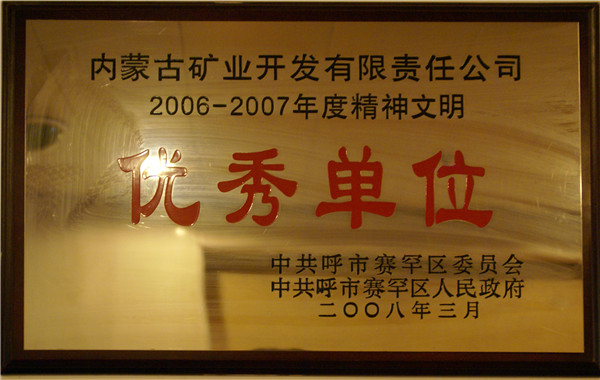 内蒙古矿业开发有限责任公司
2006-2007年度精神文明
优秀单位
中共呼市赛罕区委员会
中共呼市赛罕区人民政府
二〇〇八年三月